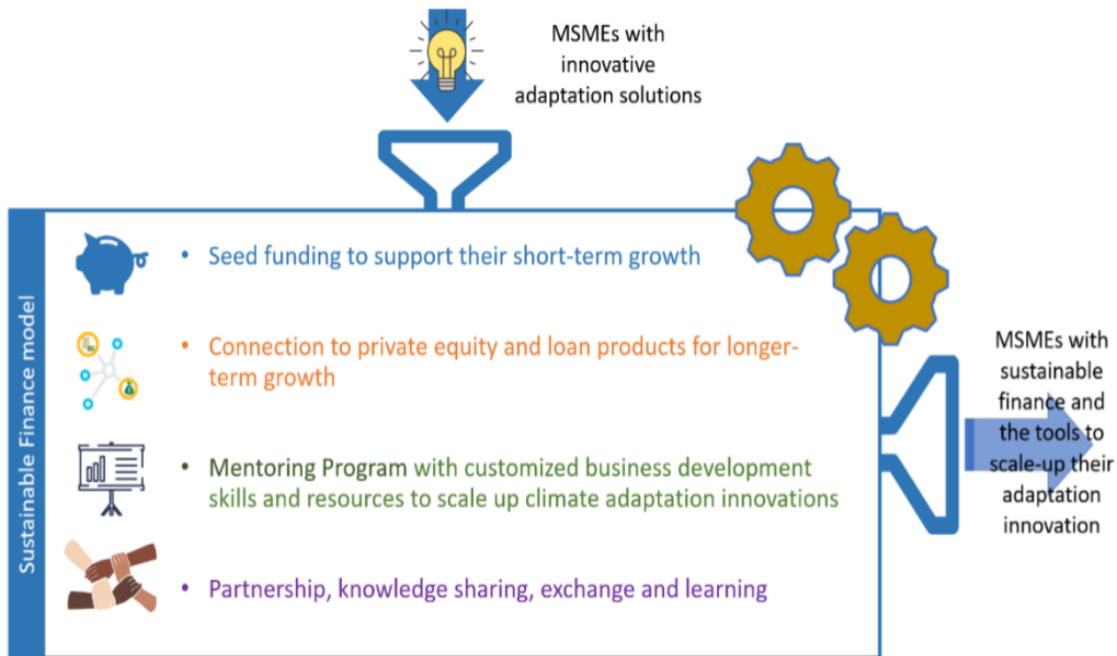 MSMEs with
innovative
adaptation solutions
Sustainable Finance model
• Seed funding to support their short-term growth
• Connection to private equity and loan products for longer-
term growth
• Mentoring Program with customized business development
skills and resources to scale up climate adaptation innovations
• Partnership, knowledge sharing, exchange and learning
MSMEs with
sustainable
finance and
the tools to
scale-up their
adaptation
innovation